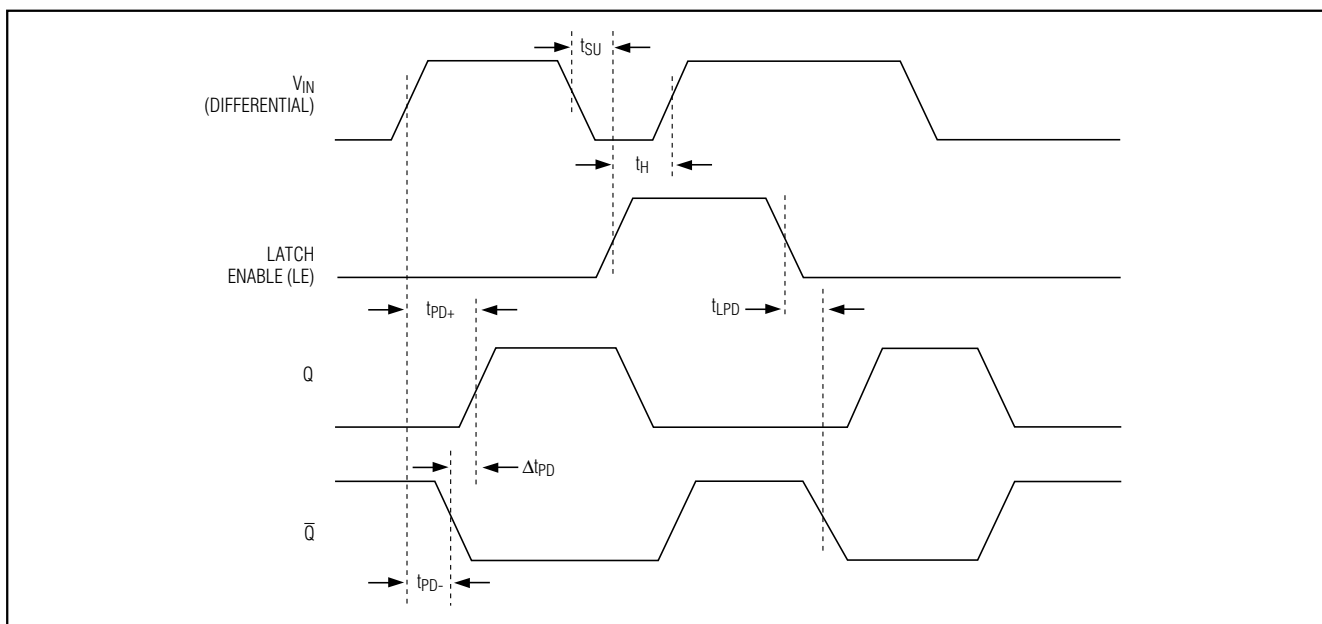 tSU
VIN
(DIFFERENTIAL)
tH
LATCH
ENABLE (LE)
tPD+
tLPD
Q
ΔtPD
Q̅
tPD-